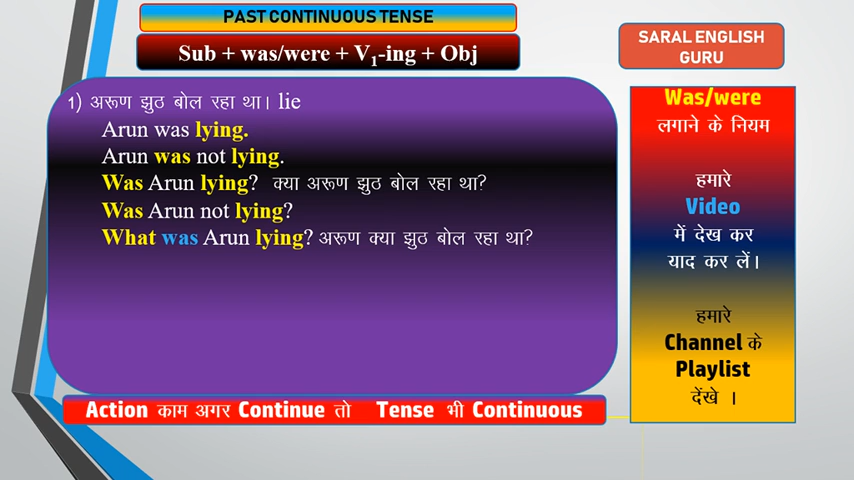 PAST CONTINUOUS TENSE
Sub + was/were + V1-ing + Obj
SARAL ENGLISH
GURU
1) अरूण झुठ बोल रहा था। lie
Arun was lying.
Arun was not lying.
Was Arun lying? क्या अरूण झुठ बोल रहा था?
Was Arun not lying?
What was Arun lying? अरूण क्या झुठ बोल रहा था?
Was/were
लगाने के नियम
हमारे
Video
में देख कर
याद कर लें।
हमारे
Channel के
Playlist
देंखे ।
Action काम अगर Continue तो Tense भी Continuous